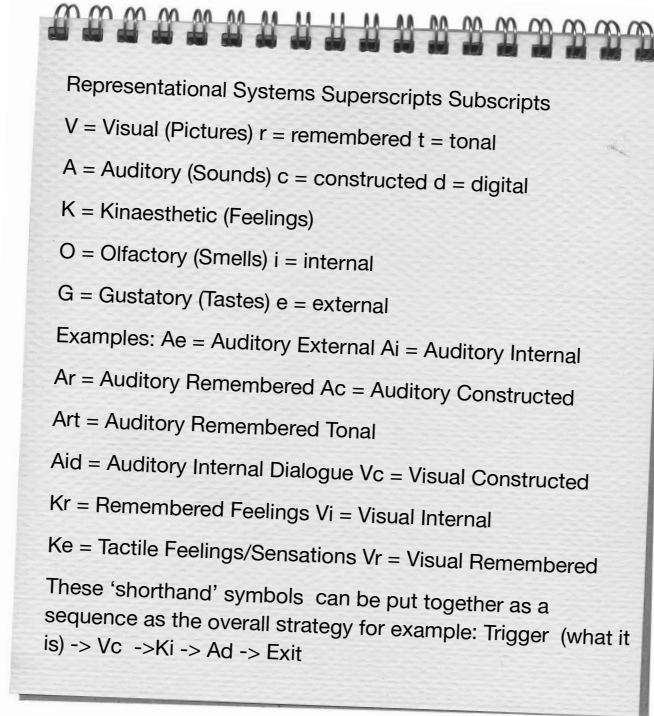 Representational Systems Superscripts Subscripts
V = Visual (Pictures) r = remembered t = tonal
A = Auditory (Sounds) c = constructed d = digital
K = Kinaesthetic (Feelings)
O = Olfactory (Smells) i = internal
G = Gustatory (Tastes) e = external
Examples: Ae = Auditory External Ai = Auditory Internal
Ar = Auditory Remembered Ac = Auditory Constructed
Art = Auditory Remembered Tonal
Aid = Auditory Internal Dialogue Vc = Visual Constructed
Kr = Remembered Feelings Vi = Visual Internal
Ke = Tactile Feelings/Sensations Vr = Visual Remembered
These ‘shorthand’ symbols  can be put together as a
sequence as the overall strategy for example: Trigger  (what it
is) -> Vc  ->Ki -> Ad -> Exit